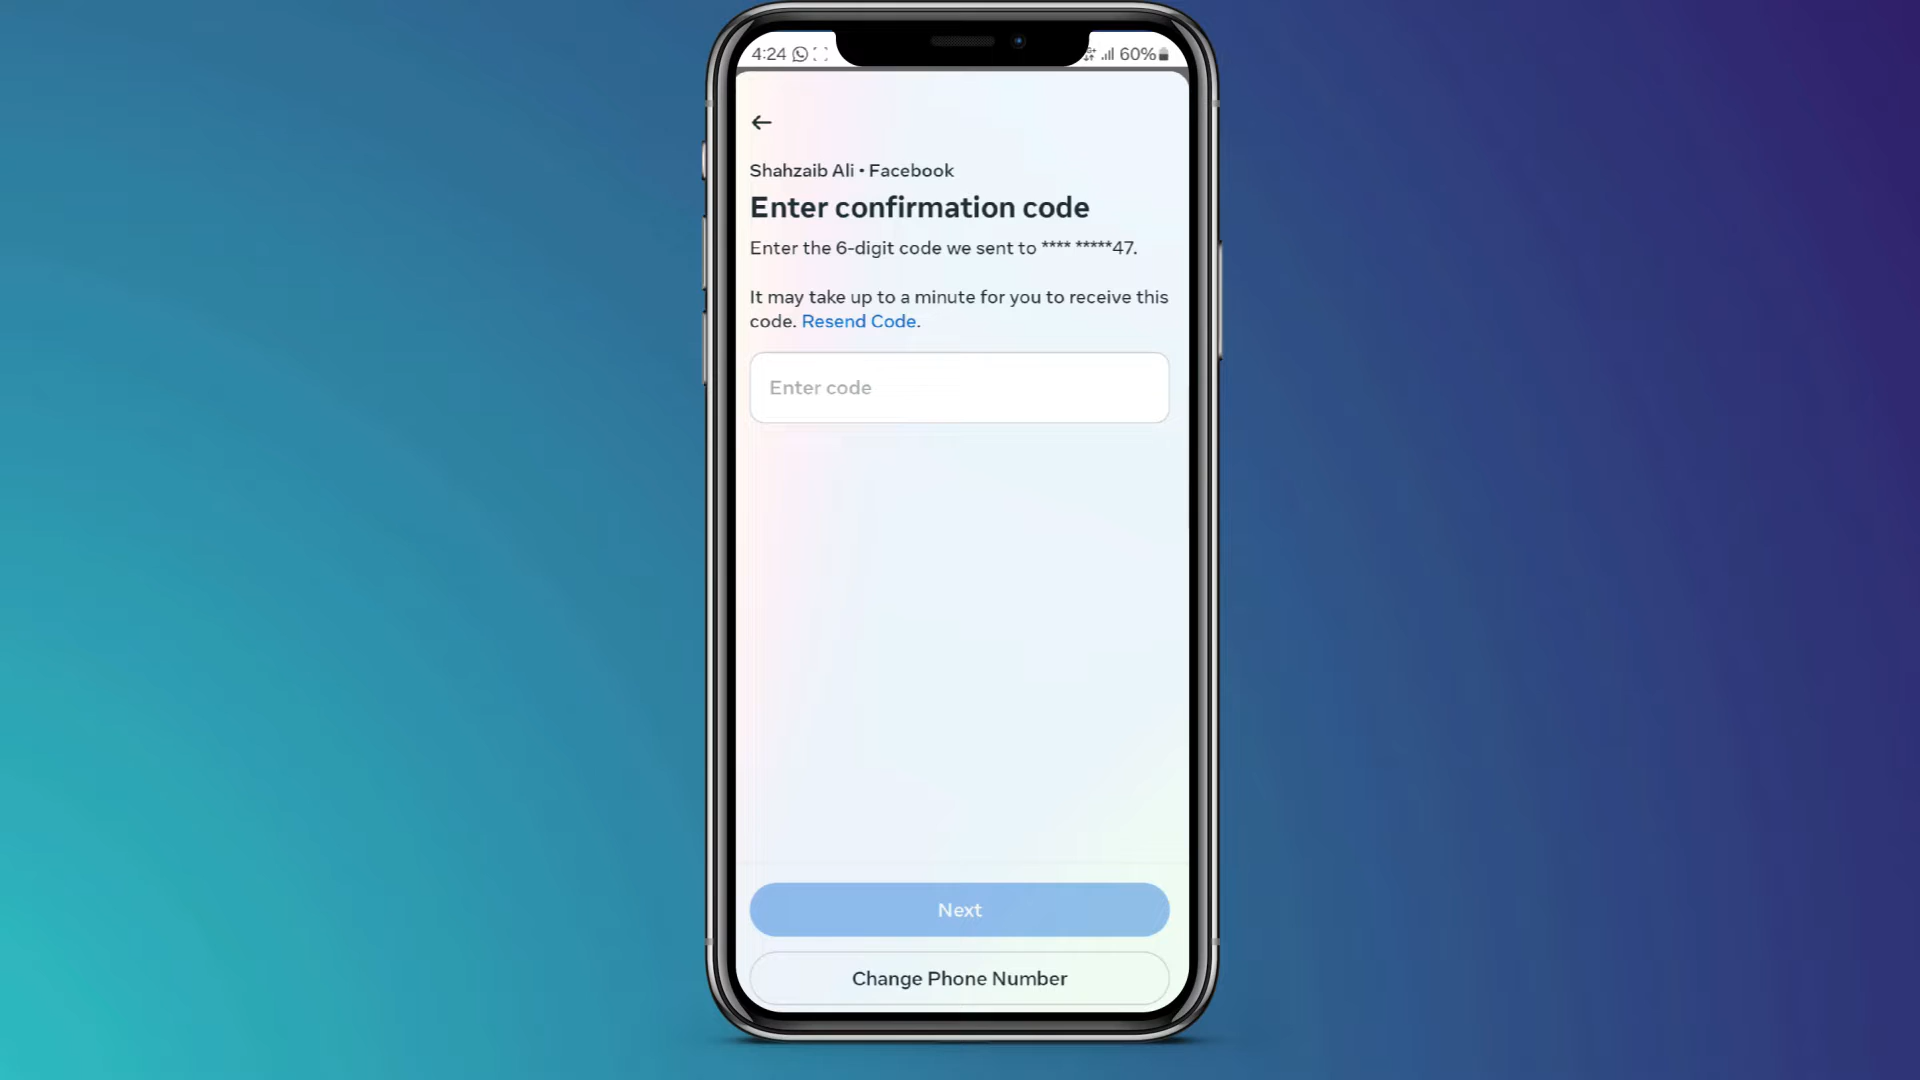 4:24 60%
Shahzaib Ali • Facebook
Enter confirmation code
Enter the 6-digit code we sent to **** *****47.
It may take up to a minute for you to receive this
code. Resend Code.
Enter code
Next
Change Phone Number